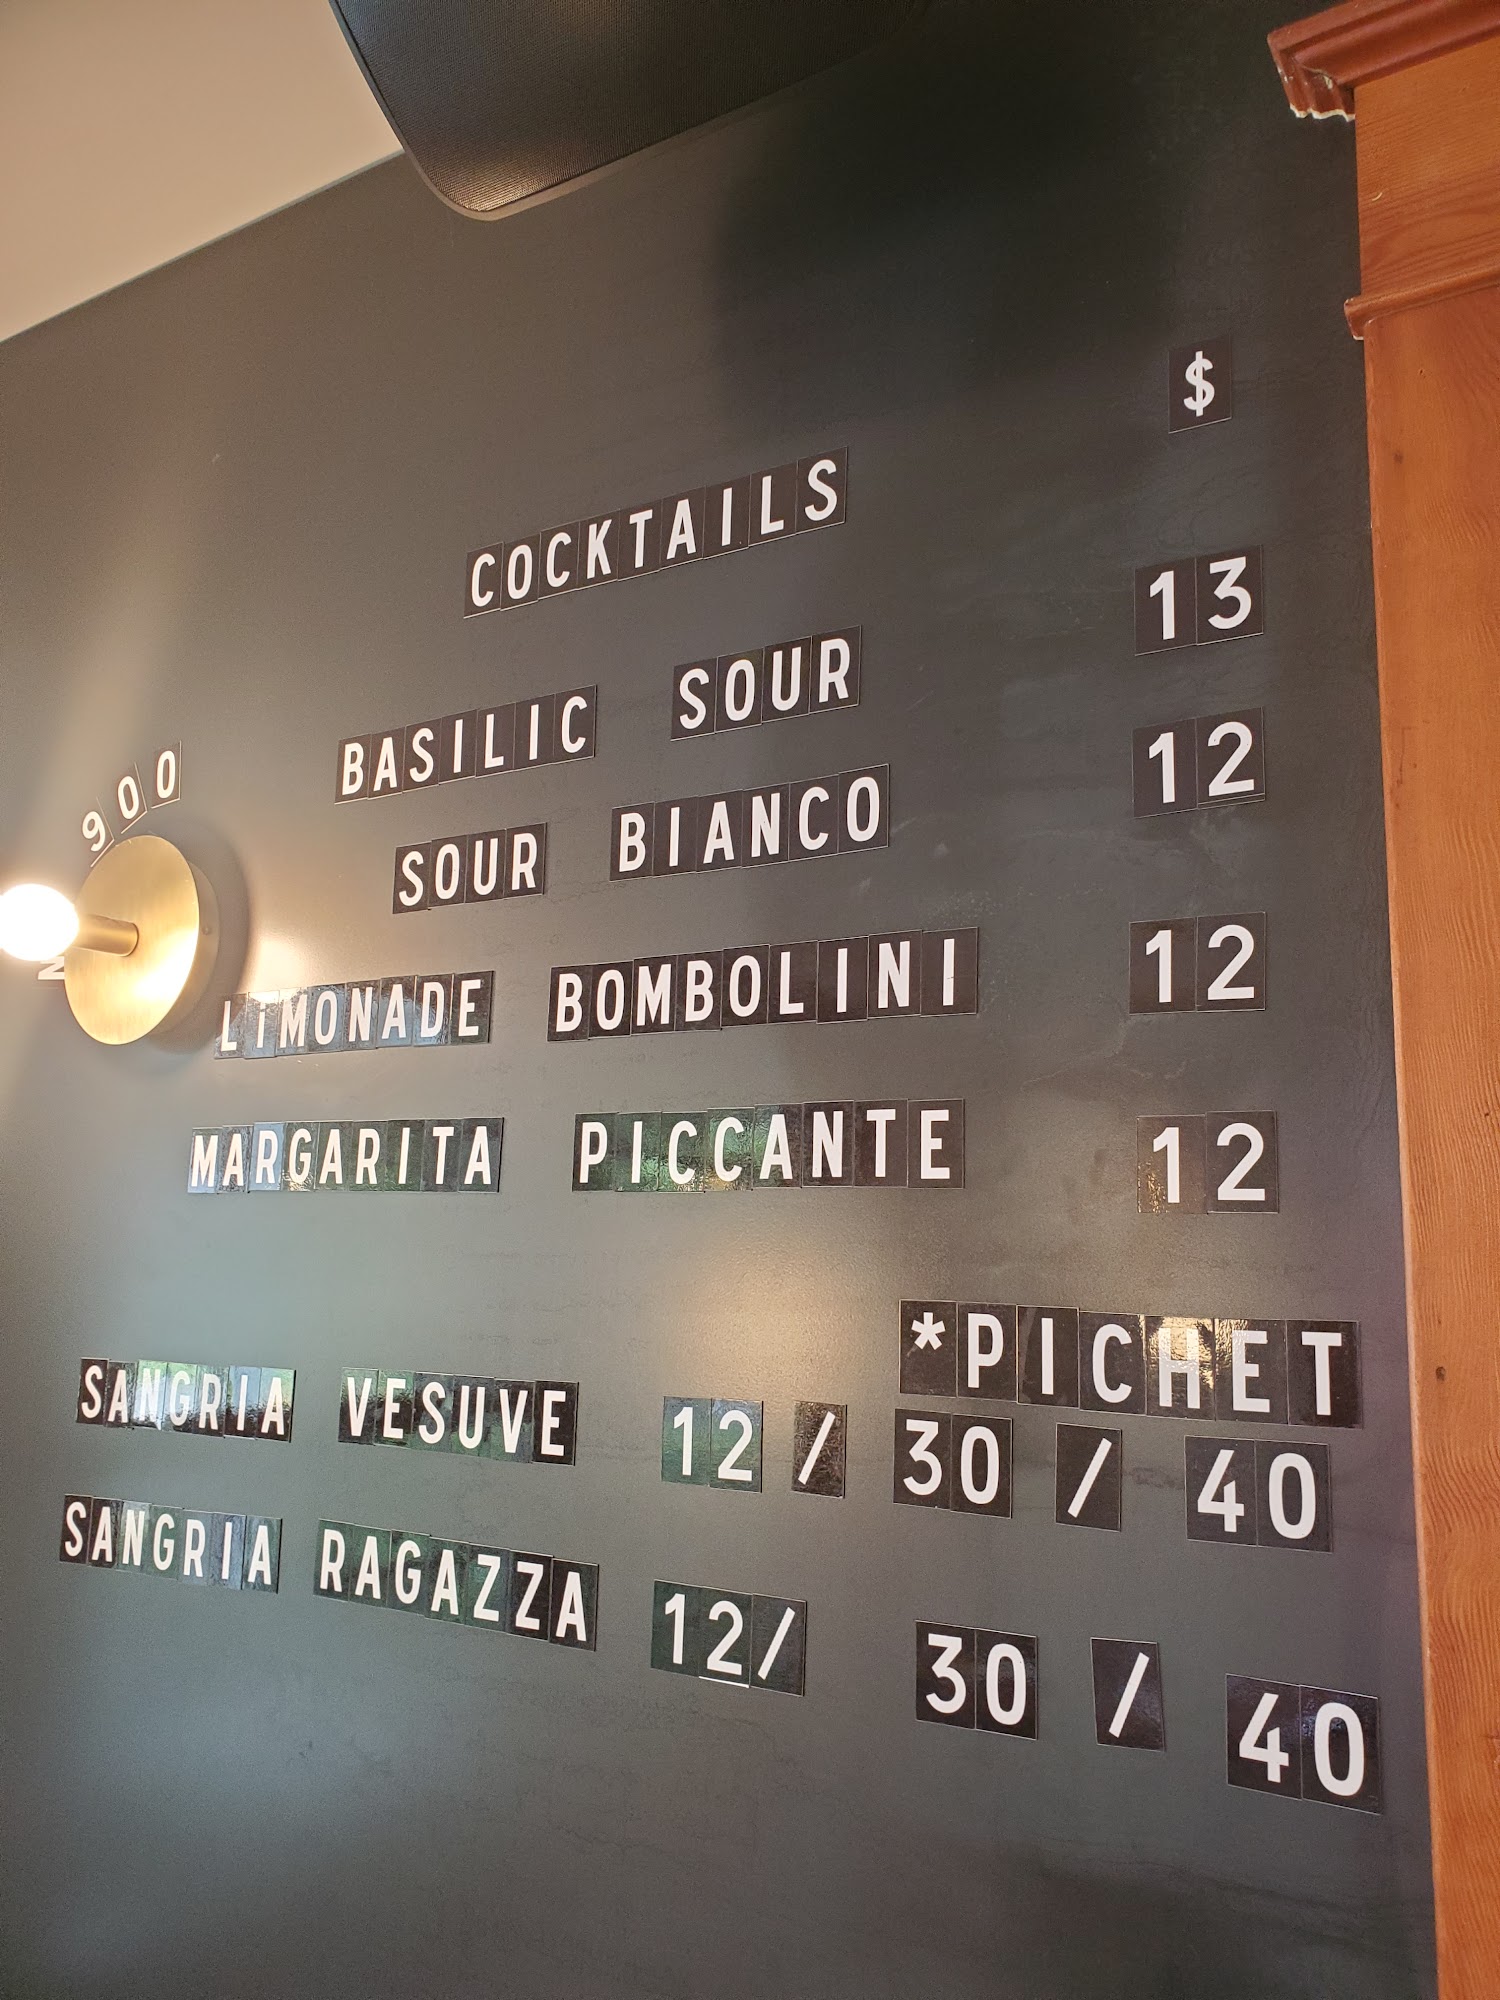 $
COCKTAILS
BASILIC SOUR 13
SOUR BIANCO 12
900
LiMONADE BOMBOLINI 12
MARGARITA PICCANTE 12
*PICHET
SANGRIA VESUVE 12 / 30 / 40
SANGRIA RAGAZZA 12/ 30 / 40